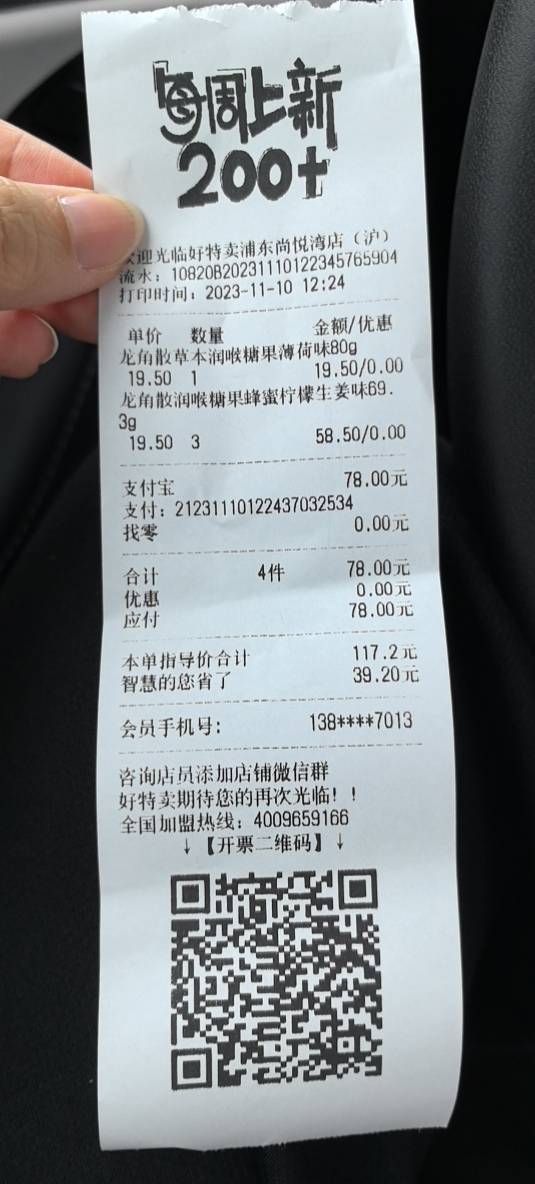 每周上新
200+
欢迎光临好特卖浦东尚悦湾店（沪）
流水：10820B20231110122345765904
打印时间：2023-11-10 12:24
单价 数量 金额/优惠
龙角散草本润喉糖果薄荷味80g
19.50 1 19.50/0.00
龙角散润喉糖果蜂蜜柠檬生姜味69.
3g
19.50 3 58.50/0.00
支付宝 78.00元
支付：21231110122437032534
找零 0.00元
合计 4件 78.00元
优惠 0.00元
应付 78.00元
本单指导价合计 117.2元
智慧的您省了 39.20元
会员手机号: 138****7013
咨询店员添加店铺微信群
好特卖期待您的再次光临！！
全国加盟热线：4009659166
↓【开票二维码】↓